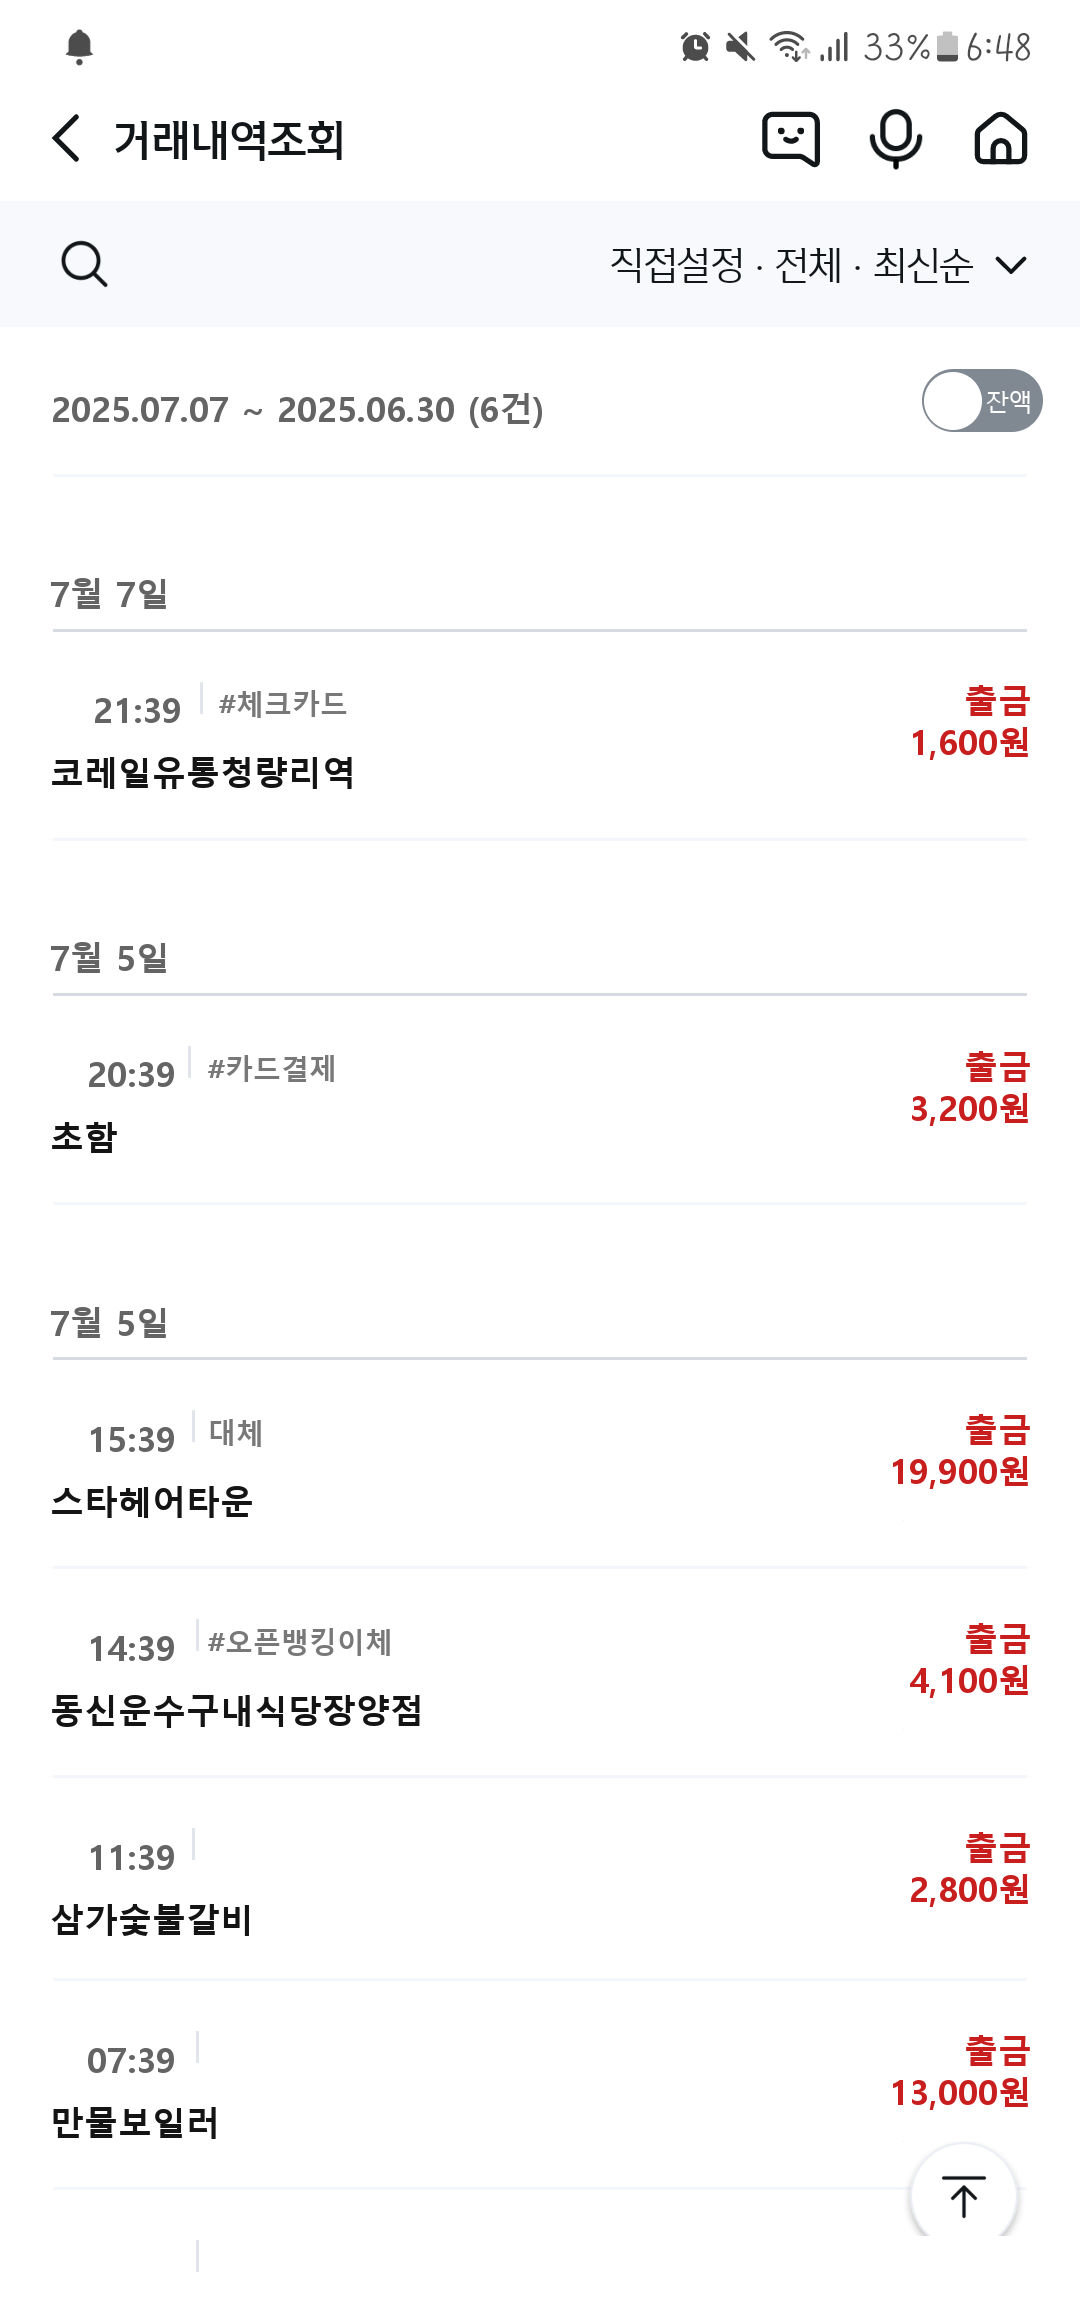 33% 6:48
거래내역조회
직접설정 · 전체 · 최신순
2025.07.07 ~ 2025.06.30 (6건)
잔액
7월 7일
21:39 #체크카드
출금
1,600원
코레일유통청량리역
7월 5일
20:39 #카드결제
출금
3,200원
초함
7월 5일
15:39 대체
출금
19,900원
스타헤어타운
14:39 #오픈뱅킹이체
출금
4,100원
동신운수구내식당장양점
11:39
출금
2,800원
삼가숯불갈비
07:39
출금
13,000원
만물보일러